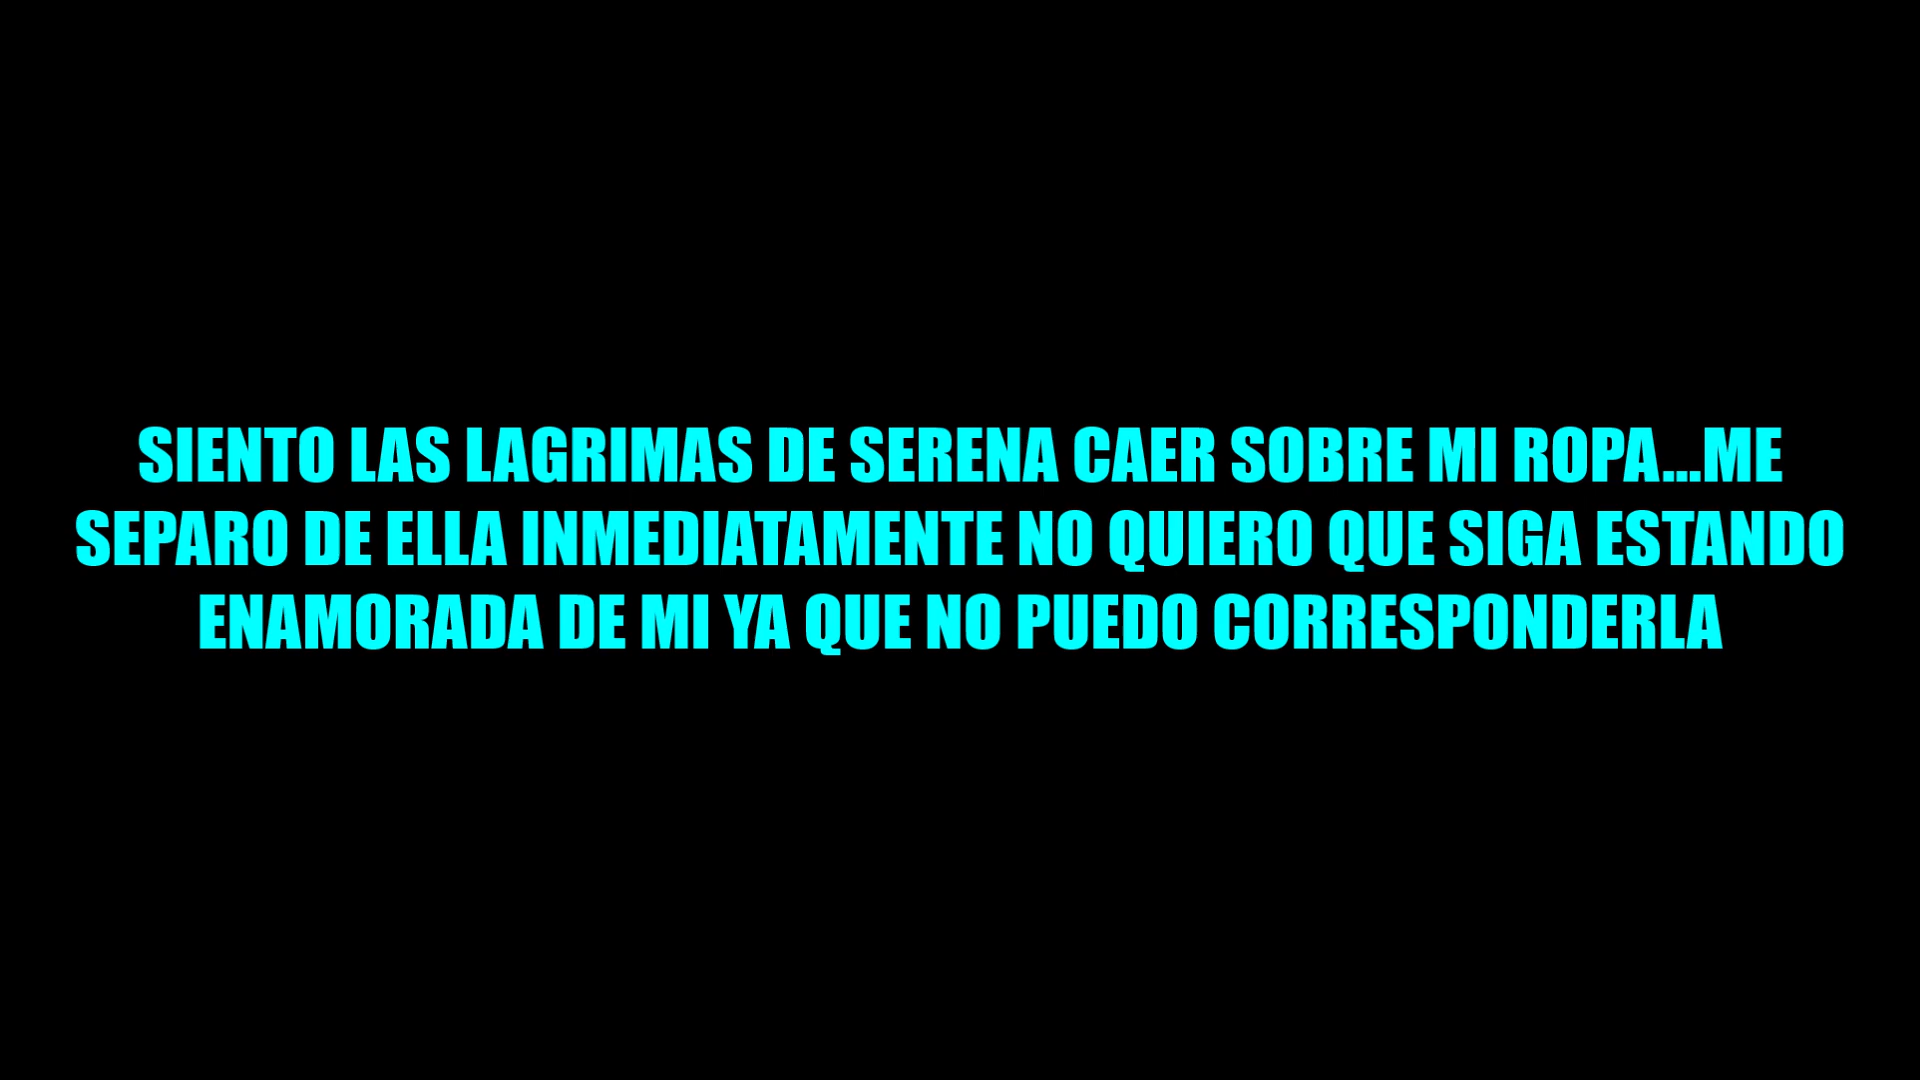 SIENTO LAS LAGRIMAS DE SERENA CAER SOBRE MI ROPA...ME
SEPARO DE ELLA INMEDIATAMENTE NO QUIERO QUE SIGA ESTANDO
ENAMORADA DE MI YA QUE NO PUEDO CORRESPONDERLA